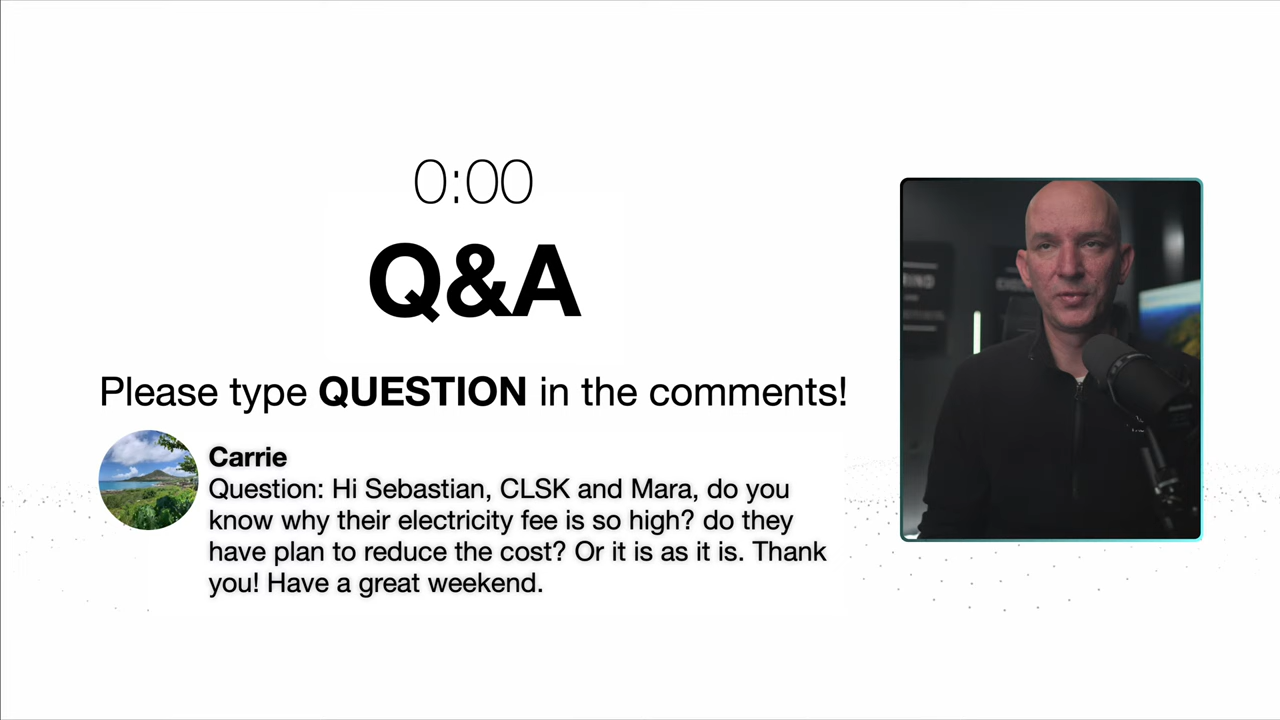 0:00
Q&A
Please type QUESTION in the comments!
Carrie
Question: Hi Sebastian, CLSK and Mara, do you
know why their electricity fee is so high? do they
have plan to reduce the cost? Or it is as it is. Thank
you! Have a great weekend.